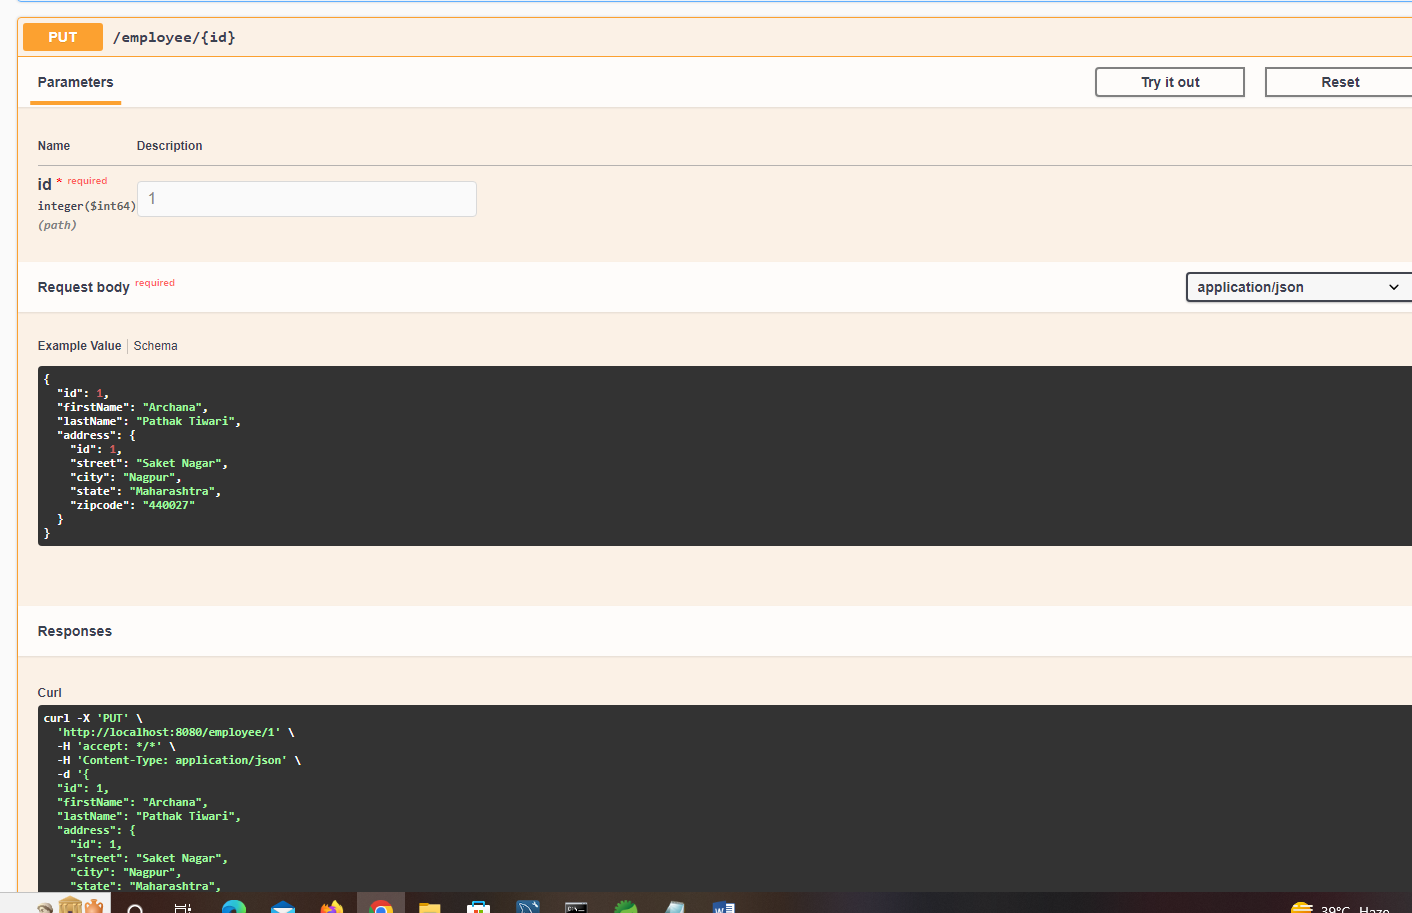 PUT /employee/{id}
Parameters
Try it out
Reset
Name Description
id * required
integer($int64)
(path)
1
Request body required
application/json
Example Value Schema
{
"id": 1,
"firstName": "Archana",
"lastName": "Pathak Tiwari",
"address": {
"id": 1,
"street": "Saket Nagar",
"city": "Nagpur",
"state": "Maharashtra",
"zipcode": "440027"
}
}
Responses
Curl
curl -X 'PUT' \
'http://localhost:8080/employee/1' \
-H 'accept: */*' \
-H 'Content-Type: application/json' \
-d '{
"id": 1,
"firstName": "Archana",
"lastName": "Pathak Tiwari",
"address": {
"id": 1,
"street": "Saket Nagar",
"city": "Nagpur",
"state": "Maharashtra",
39°C Haze